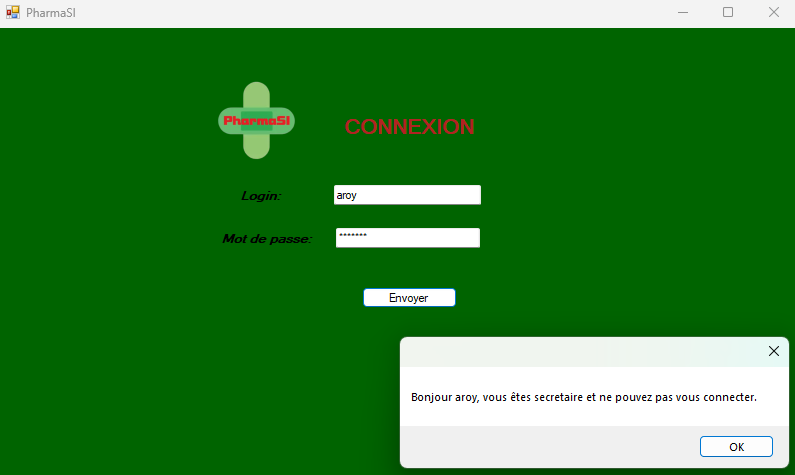 PharmaSI
PharmaSI
CONNEXION
Login:
aroy
Mot de passe:
*******
Envoyer
Bonjour aroy, vous êtes secretaire et ne pouvez pas vous connecter.
OK